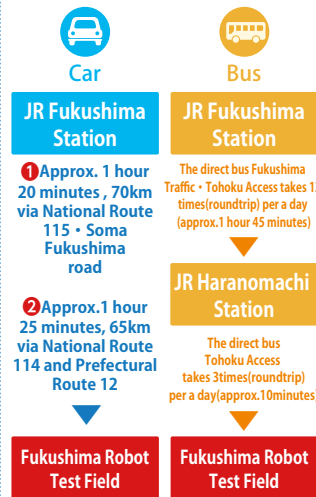 Car
JR Fukushima
Station
❶Approx. 1 hour
20 minutes , 70km
via National Route
115・Soma
Fukushima
road
❷Approx.1 hour
25 minutes, 65km
via National Route
114 and Prefectural
Route 12
Fukushima Robot
Test Field
Bus
JR Fukushima
Station
The direct bus Fukushima
Traffic・Tohoku Access takes
times(roundtrip) per a day
(approx.1 hour 45 minutes)
JR Haranomachi
Station
The direct bus
Tohoku Access
takes 3times(roundtrip)
per a day(approx.10minutes)
Fukushima Robot
Test Field